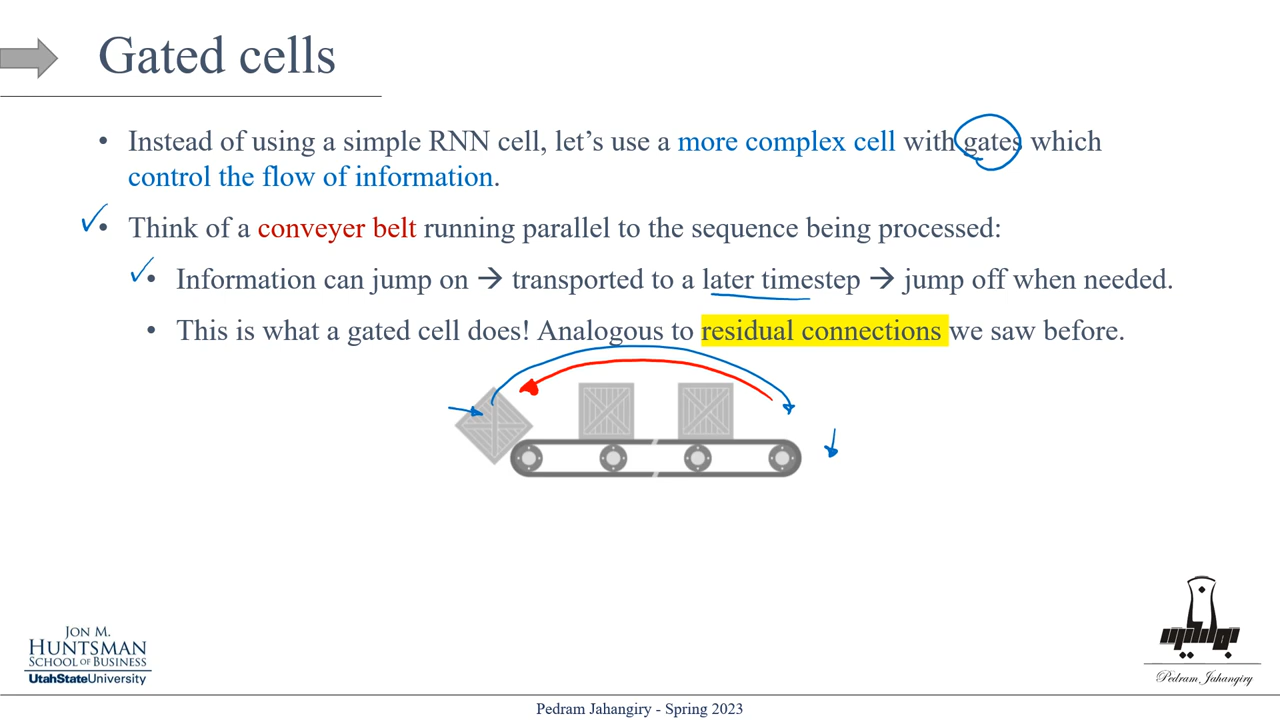 Gated cells
• Instead of using a simple RNN cell, let’s use a more complex cell with gates which
control the flow of information.
• Think of a conveyer belt running parallel to the sequence being processed:
• Information can jump on → transported to a later timestep → jump off when needed.
• This is what a gated cell does! Analogous to residual connections we saw before.
JON M.
HUNTSMAN
SCHOOL OF BUSINESS
UtahStateUniversity
Pedram Jahangiry
Pedram Jahangiry - Spring 2023